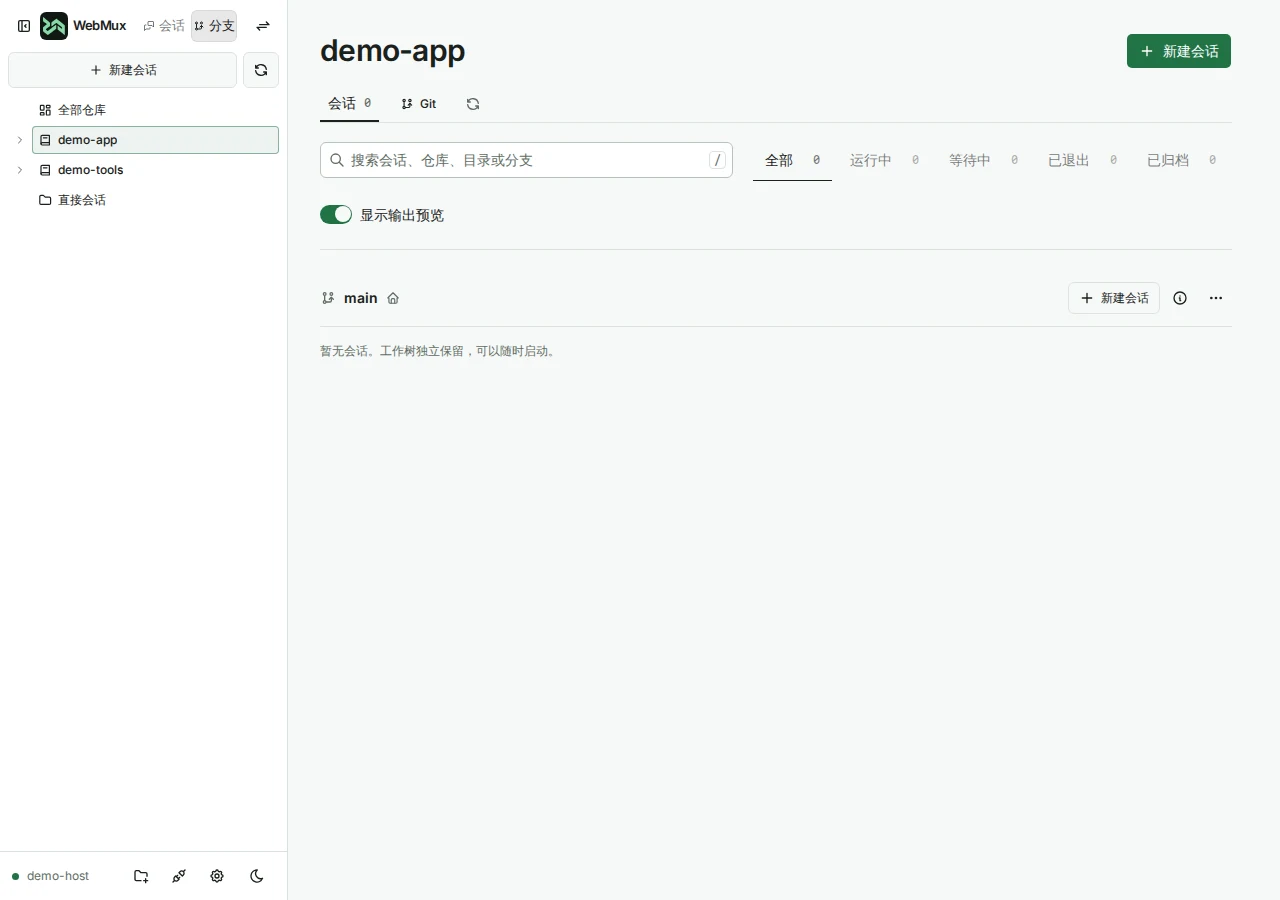 WebMux 会话 分支
新建会话
全部仓库
demo-app
demo-tools
直接会话
demo-host
demo-app
新建会话
会话 0 Git
搜索会话、仓库、目录或分支 /
全部 0 运行中 0 等待中 0 已退出 0 已归档 0
显示输出预览
main 新建会话
暂无会话。工作树独立保留，可以随时启动。